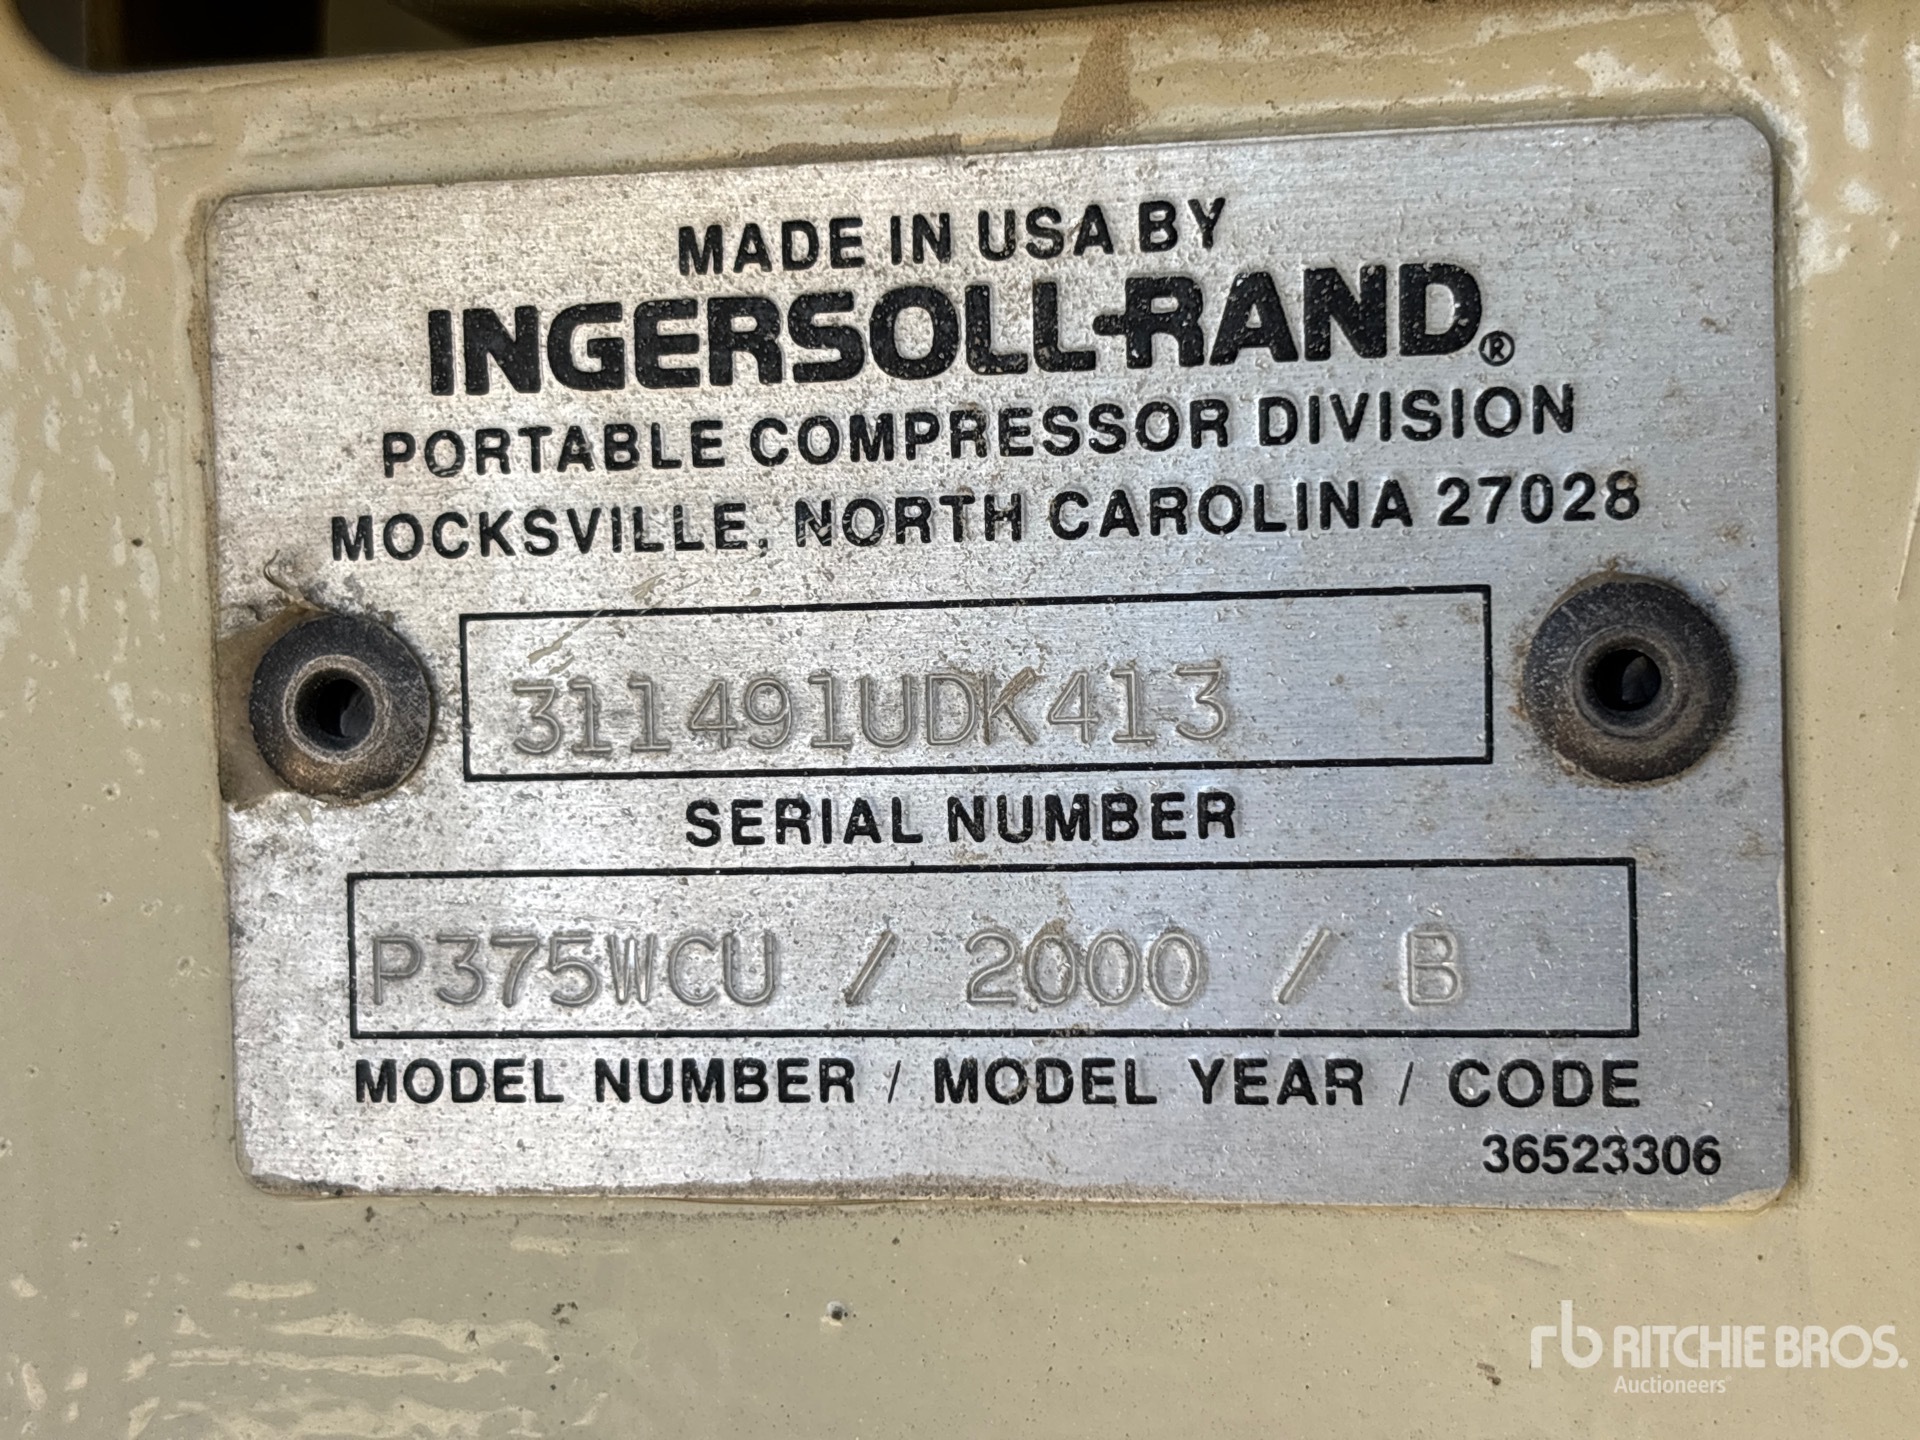 MADE IN USA BY
INGERSOLL-RAND®
PORTABLE COMPRESSOR DIVISION
MOCKSVILLE, NORTH CAROLINA 27028
311491UDK413
SERIAL NUMBER
P375WCU / 2000 / B
MODEL NUMBER / MODEL YEAR / CODE
36523306
rb RITCHIE BROS.
Auctioneers